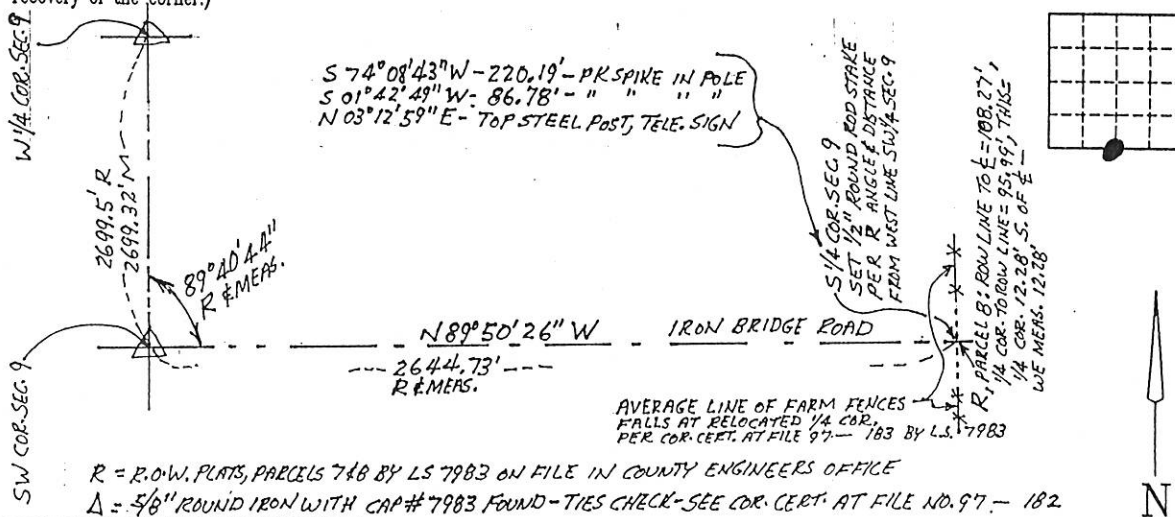 recovery of the corner.)
W 1/4 COR. SEC. 9
S 74°08'43"W - 220.19' - PK SPIKE IN POLE
S 01°42'49"W - 86.78' - " " " "
N 03°12'59"E - TOP STEEL POST, TELE. SIGN
2699.5' R
2699.32' M
89°40'44"
R & MEAS.
S 1/4 COR. SEC. 9
SET 1/2" ROUND ROD STAKE
PER R ANGLE & DISTANCE
FROM WEST LINE SW 1/4 SEC. 9
R, PARCEL 8: ROW LINE TO ℄ = 108.27',
1/4 COR. TO ROW LINE = 95.99', THIS =
1/4 COR. 12.28' S. OF ℄ —
WE MEAS. 12.28'
N 89°50'26" W
IRON BRIDGE ROAD
2644.73'
R & MEAS.
SW COR. SEC. 9
AVERAGE LINE OF FARM FENCES
FALLS AT RELOCATED 1/4 COR.
PER COR. CERT. AT FILE 97 — 183 BY L.S. 7983
R = R.O.W. PLATS, PARCELS 7&8 BY LS 7983 ON FILE IN COUNTY ENGINEERS OFFICE
Δ = 5/8" ROUND IRON WITH CAP # 7983 FOUND - TIES CHECK - SEE COR. CERT. AT FILE NO. 97 — 182
N